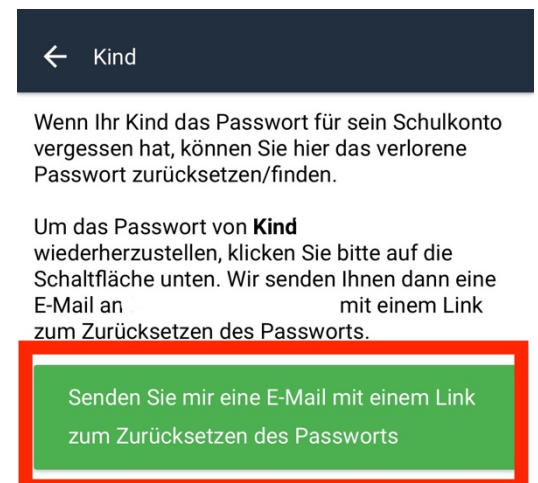 Kind
Wenn Ihr Kind das Passwort für sein Schulkonto
vergessen hat, können Sie hier das verlorene
Passwort zurücksetzen/finden.
Um das Passwort von Kind
wiederherzustellen, klicken Sie bitte auf die
Schaltfläche unten. Wir senden Ihnen dann eine
E-Mail an mit einem Link
zum Zurücksetzen des Passworts.
Senden Sie mir eine E-Mail mit einem Link
zum Zurücksetzen des Passworts